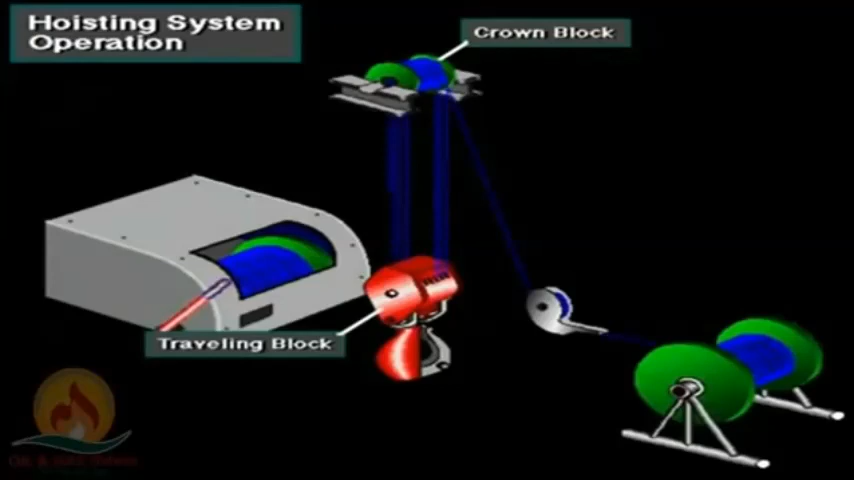 Hoisting System
Operation
Crown Block
Traveling Block